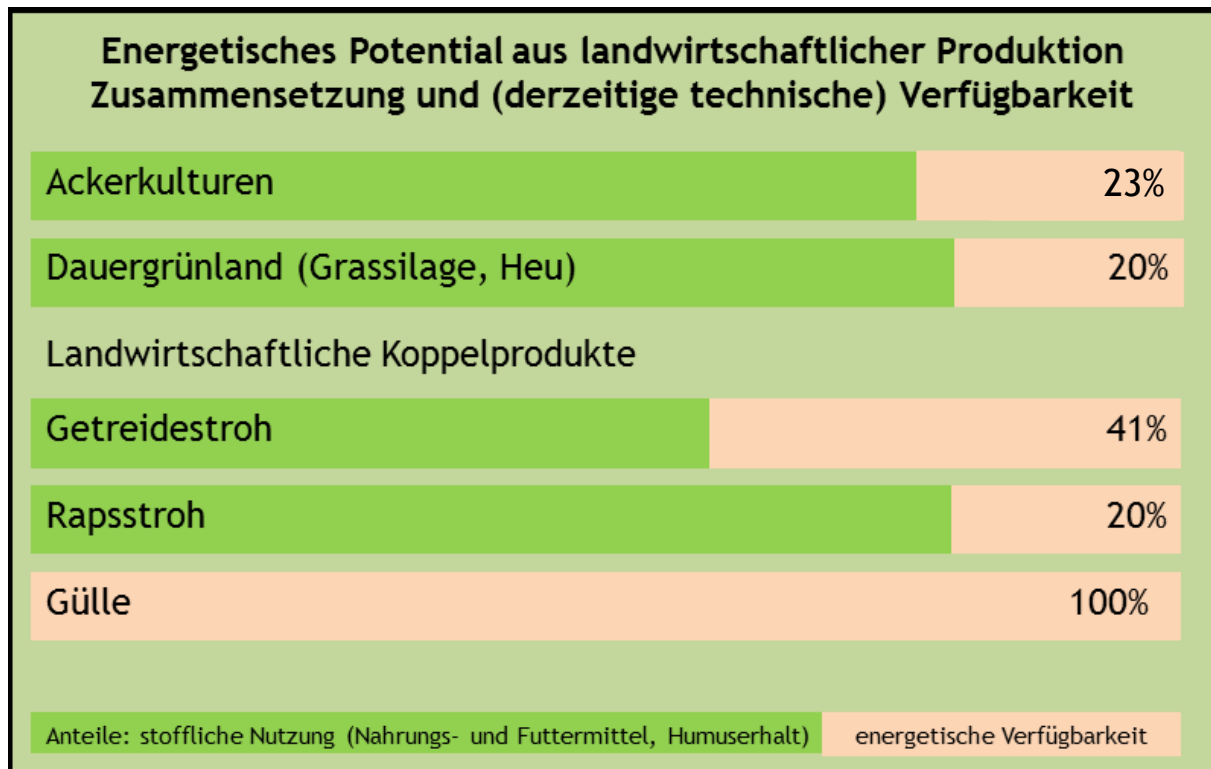 Energetisches Potential aus landwirtschaftlicher Produktion
Zusammensetzung und (derzeitige technische) Verfügbarkeit
Ackerkulturen 23%
Dauergrünland (Grassilage, Heu) 20%
Landwirtschaftliche Koppelprodukte
Getreidestroh 41%
Rapsstroh 20%
Gülle 100%
Anteile: stoffliche Nutzung (Nahrungs- und Futtermittel, Humuserhalt) energetische Verfügbarkeit